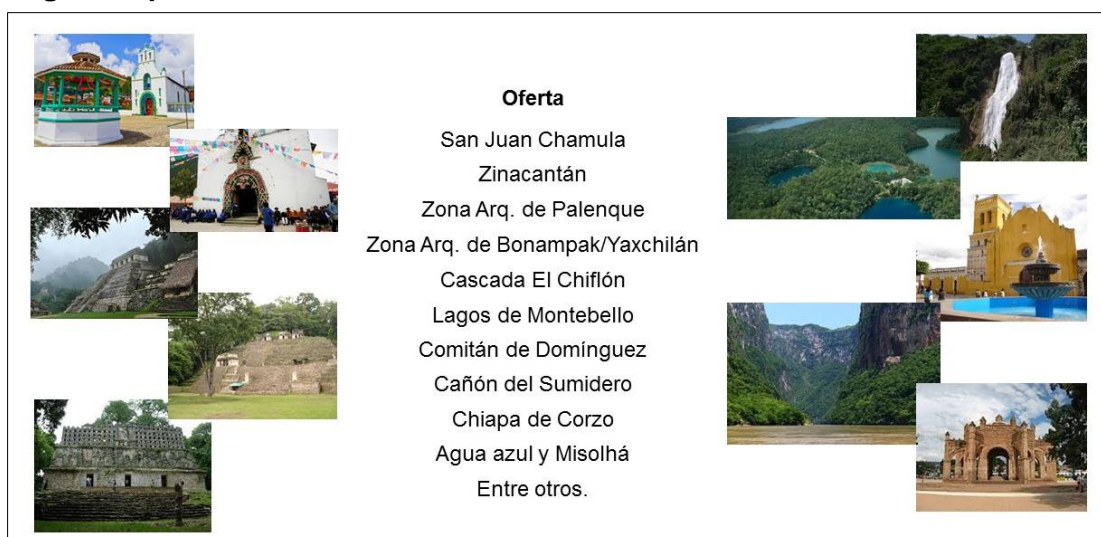 Oferta
San Juan Chamula
Zinacantán
Zona Arq. de Palenque
Zona Arq. de Bonampak/Yaxchilán
Cascada El Chiflón
Lagos de Montebello
Comitán de Domínguez
Cañón del Sumidero
Chiapa de Corzo
Agua azul y Misolhá
Entre otros.